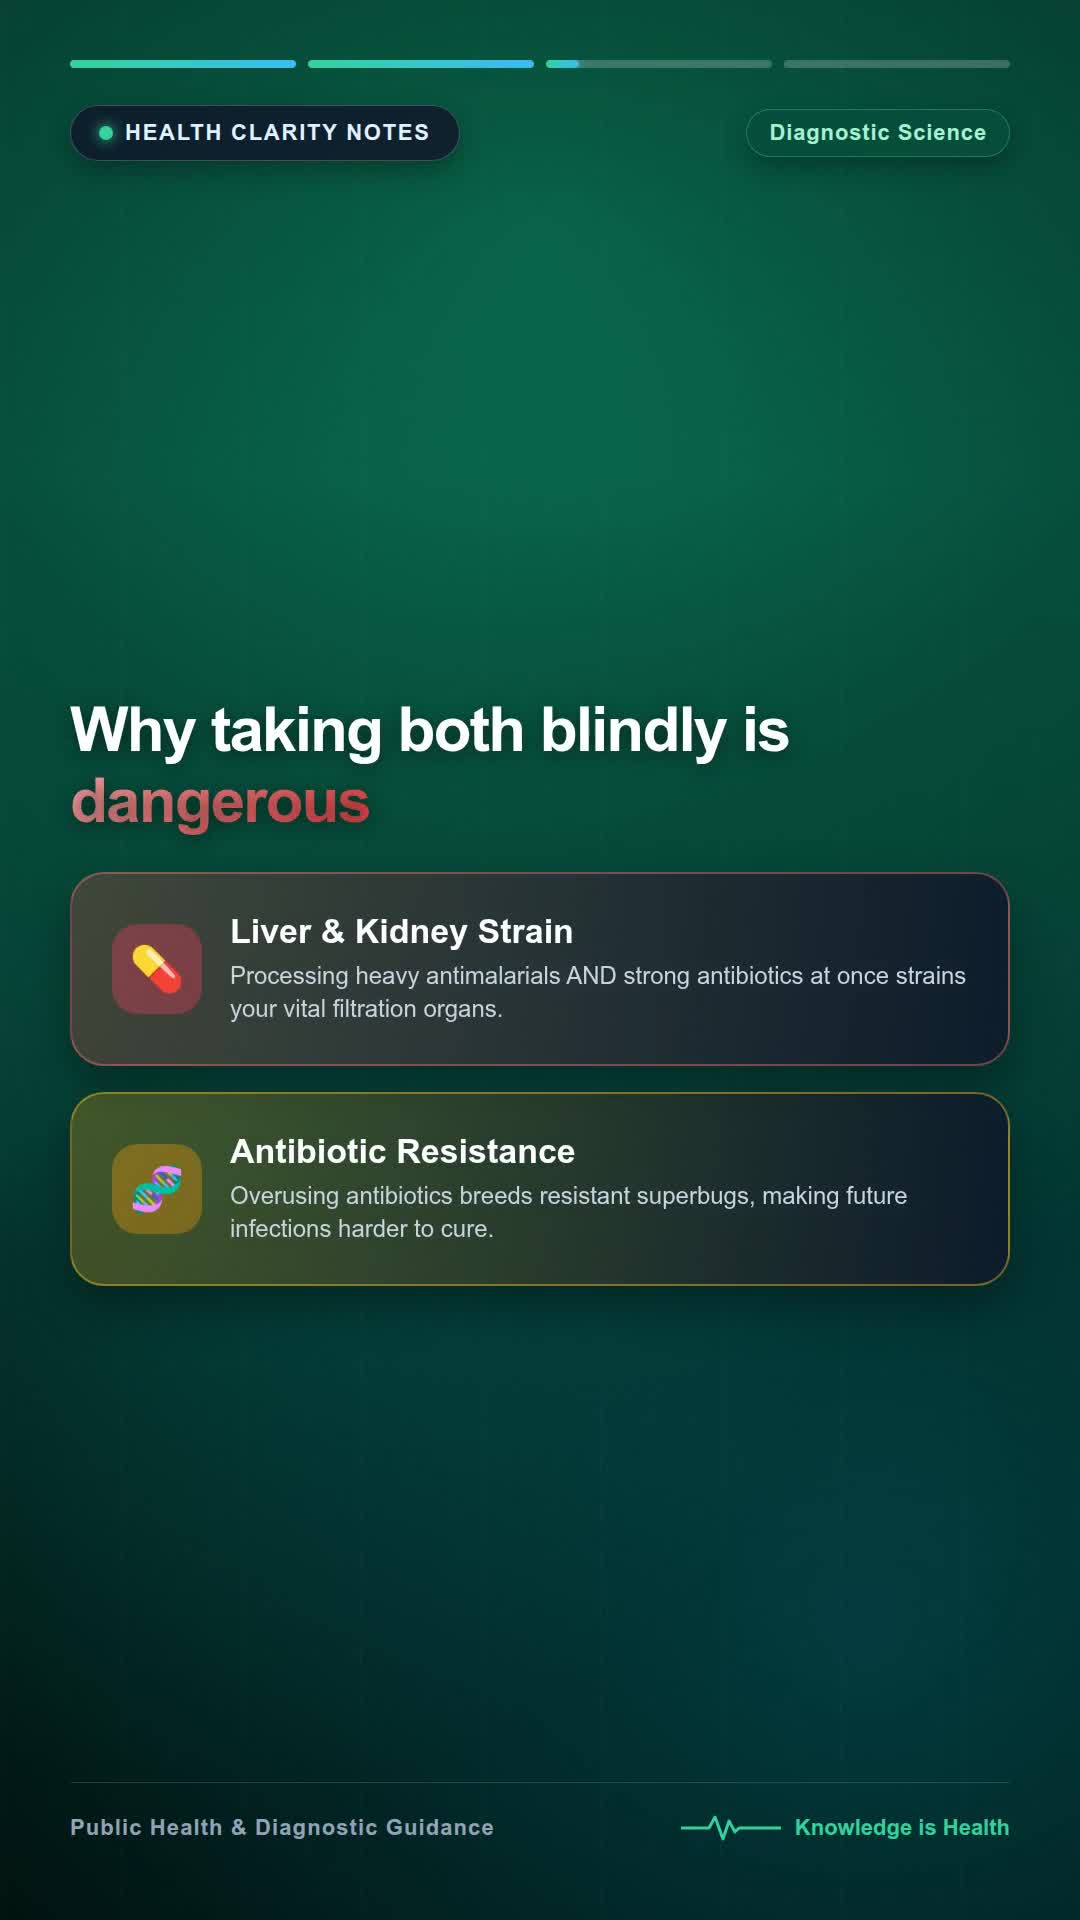 HEALTH CLARITY NOTES
Diagnostic Science
Why taking both blindly is
dangerous
Liver & Kidney Strain
Processing heavy antimalarials AND strong antibiotics at once strains
your vital filtration organs.
Antibiotic Resistance
Overusing antibiotics breeds resistant superbugs, making future
infections harder to cure.
Public Health & Diagnostic Guidance
Knowledge is Health